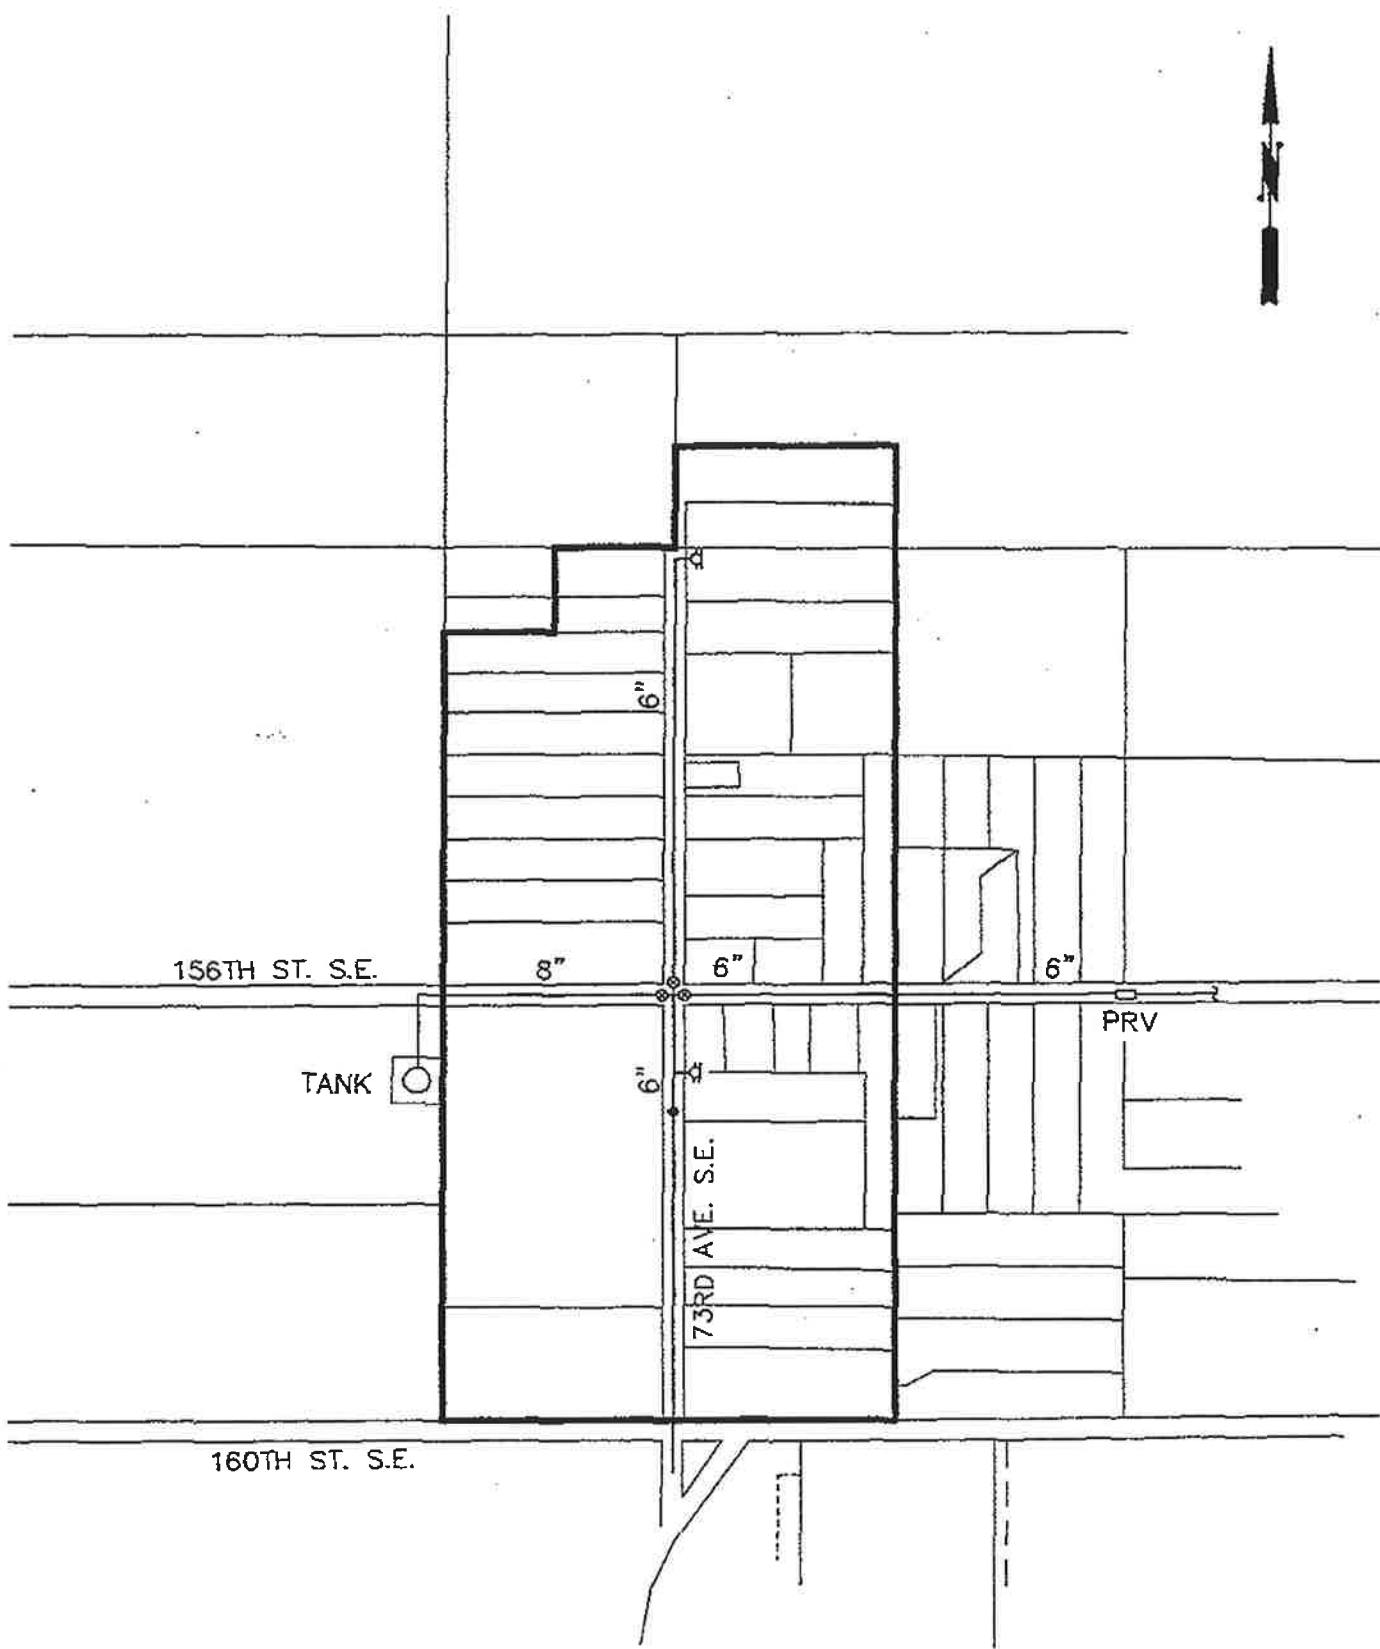 N
6"
156TH ST. S.E.
8"
6"
6"
PRV
TANK
6"
73RD AVE. S.E.
160TH ST. S.E.